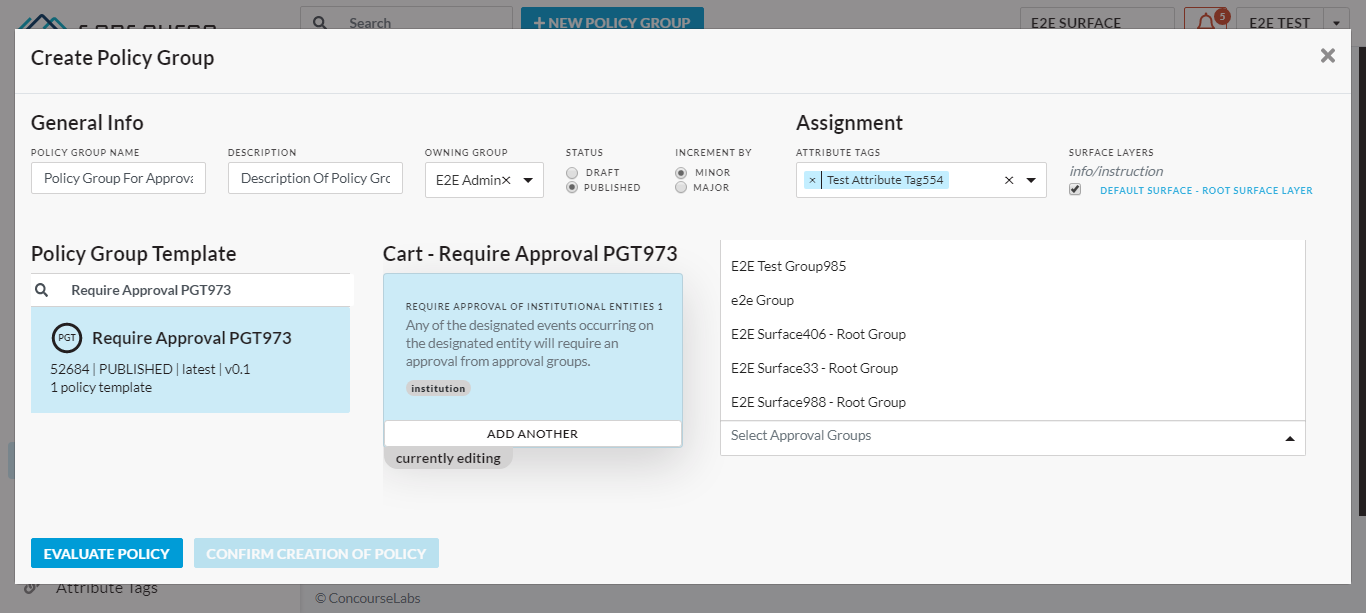 Search
+ NEW POLICY GROUP
E2E SURFACE
5
E2E TEST
Create Policy Group
General Info
Assignment
POLICY GROUP NAME
DESCRIPTION
OWNING GROUP
STATUS
INCREMENT BY
ATTRIBUTE TAGS
SURFACE LAYERS
Policy Group For Approva
Description Of Policy Grc
E2E Admin×
DRAFT
PUBLISHED
MINOR
MAJOR
× Test Attribute Tag554 ×
info/instruction
DEFAULT SURFACE - ROOT SURFACE LAYER
Policy Group Template
Require Approval PGT973
PGT Require Approval PGT973
52684 | PUBLISHED | latest | v0.1
1 policy template
Cart - Require Approval PGT973
REQUIRE APPROVAL OF INSTITUTIONAL ENTITIES 1
Any of the designated events occurring on
the designated entity will require an
approval from approval groups.
institution
ADD ANOTHER
currently editing
E2E Test Group985
e2e Group
E2E Surface406 - Root Group
E2E Surface33 - Root Group
E2E Surface988 - Root Group
Select Approval Groups
EVALUATE POLICY
CONFIRM CREATION OF POLICY
Attribute Tags
© ConcourseLabs